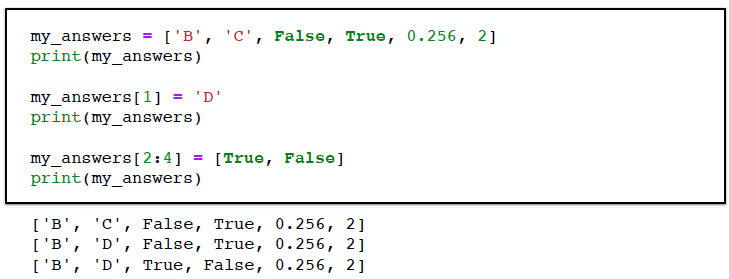 my_answers = ['B', 'C', False, True, 0.256, 2]
print(my_answers)
my_answers[1] = 'D'
print(my_answers)
my_answers[2:4] = [True, False]
print(my_answers)
['B', 'C', False, True, 0.256, 2]
['B', 'D', False, True, 0.256, 2]
['B', 'D', True, False, 0.256, 2]